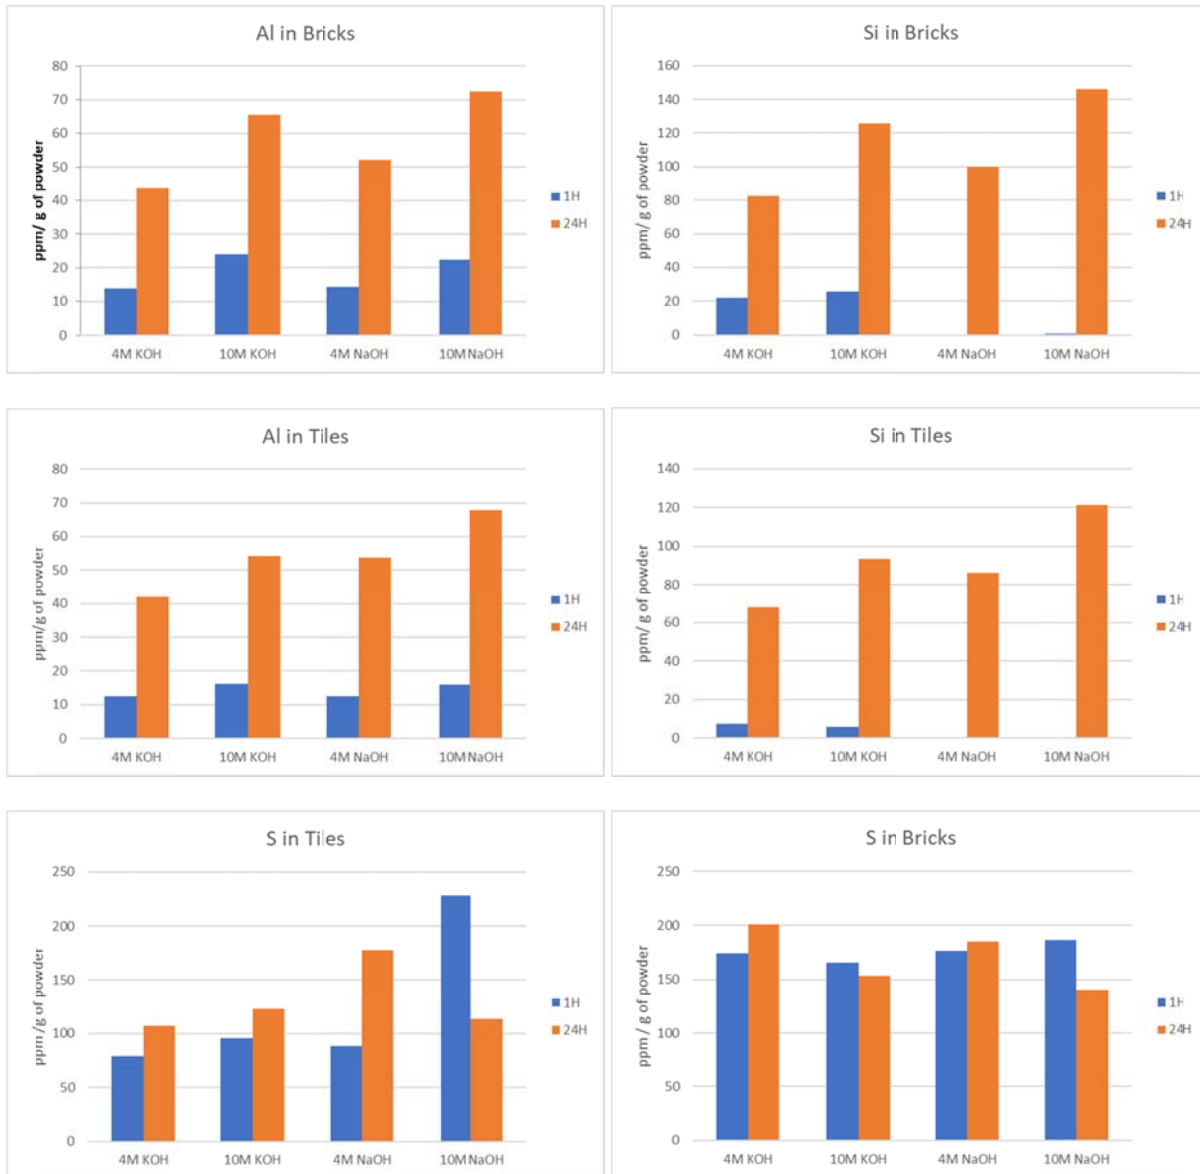 Al in Bricks
80
70
60
50
40
30
20
10
0
ppm/ g of powder
4M KOH 10M KOH 4M NaOH 10M NaOH
1H
24H
Si in Bricks
160
140
120
100
80
60
40
20
0
ppm/ g of powder
4M KOH 10M KOH 4M NaOH 10M NaOH
1H
24H
Al in Tiles
80
70
60
50
40
30
20
10
0
ppm/g of powder
4M KOH 10M KOH 4M NaOH 10M NaOH
1H
24H
Si in Tiles
140
120
100
80
60
40
20
0
ppm/ g of powder
4M KOH 10M KOH 4M NaOH 10M NaOH
1H
24H
S in Tiles
250
200
150
100
50
0
ppm/g of powder
4M KOH 10M KOH 4M NaOH 10M NaOH
1H
24H
S in Bricks
250
200
150
100
50
0
ppm / g of powder
4M KOH 10M KOH 4M NaOH 10M NaOH
1H
24H